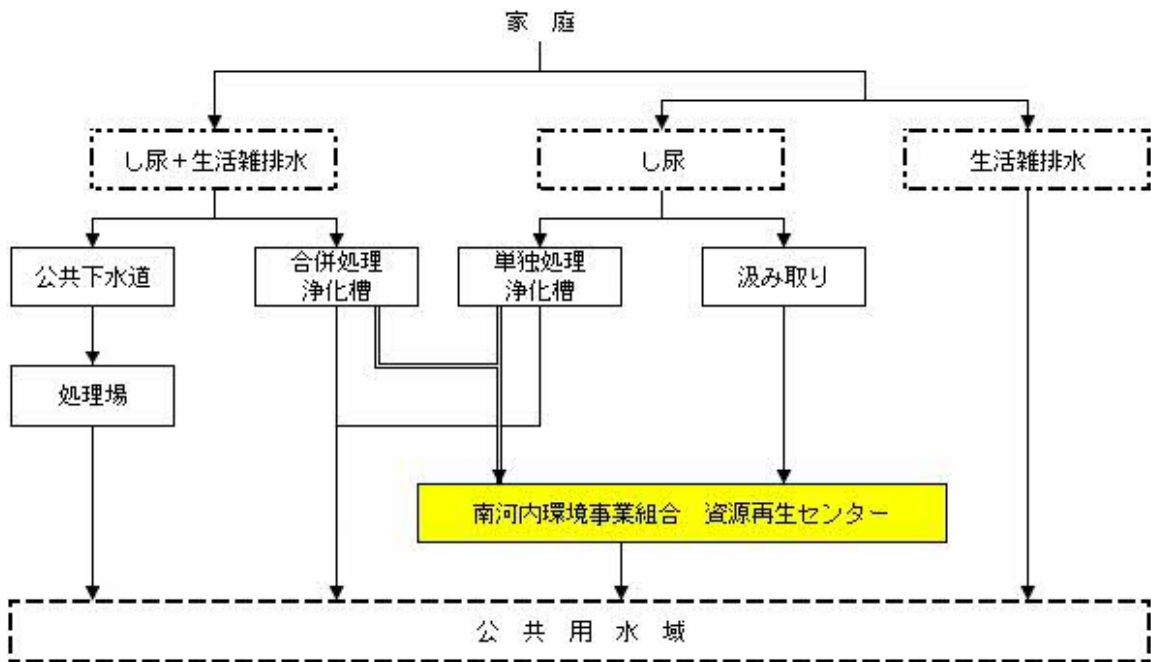 家 庭
し尿＋生活雑排水
し尿
生活雑排水
公共下水道
合併処理
浄化槽
単独処理
浄化槽
汲み取り
処理場
南河内環境事業組合　資源再生センター
公 共 用 水 域